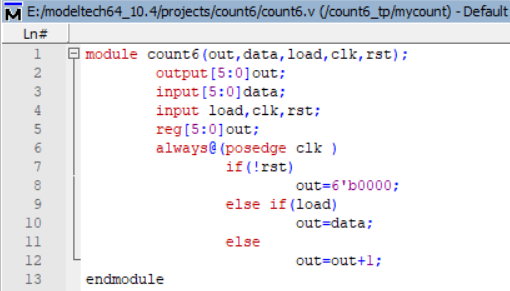 E:/modeltech64_10.4/projects/count6/count6.v (/count6_tp/mycount) - Default
Ln#
1 module count6(out,data,load,clk,rst);
2 output[5:0]out;
3 input[5:0]data;
4 input load,clk,rst;
5 reg[5:0]out;
6 always@(posedge clk )
7 if(!rst)
8 out=6'b0000;
9 else if(load)
10 out=data;
11 else
12 out=out+1;
13 endmodule